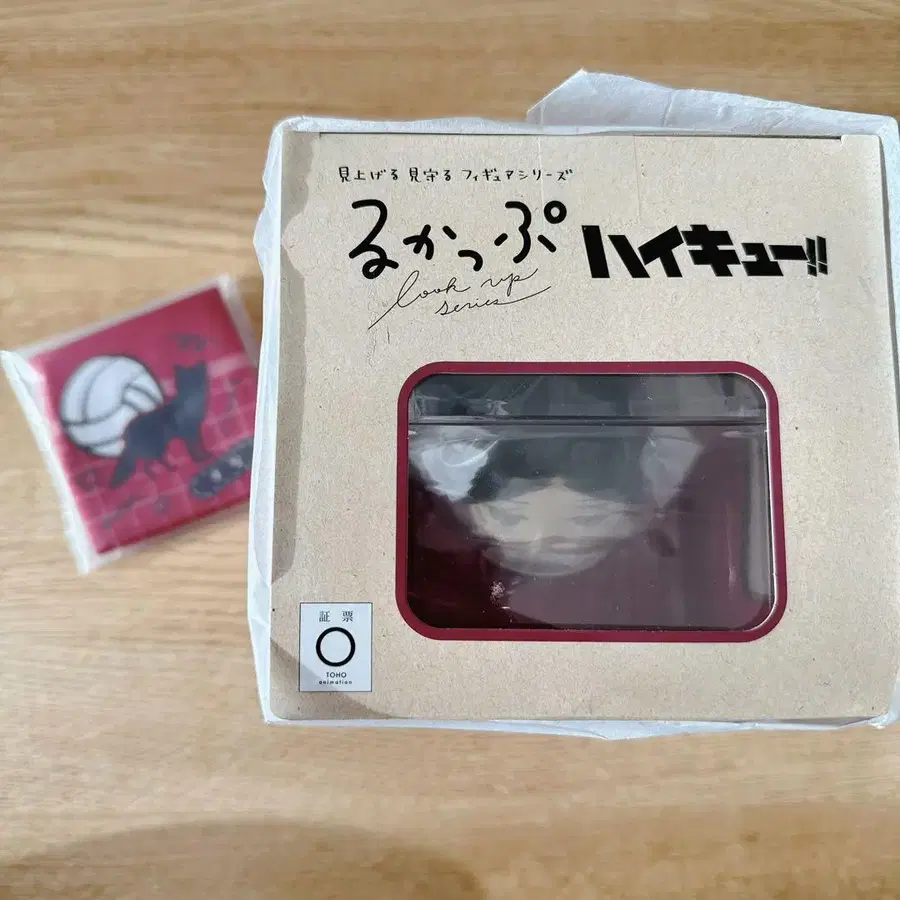 見上げる 見守る フィギュアシリーズ
るかっぷ
look up
series
ハイキュー!!
証 票
TOHO
animation